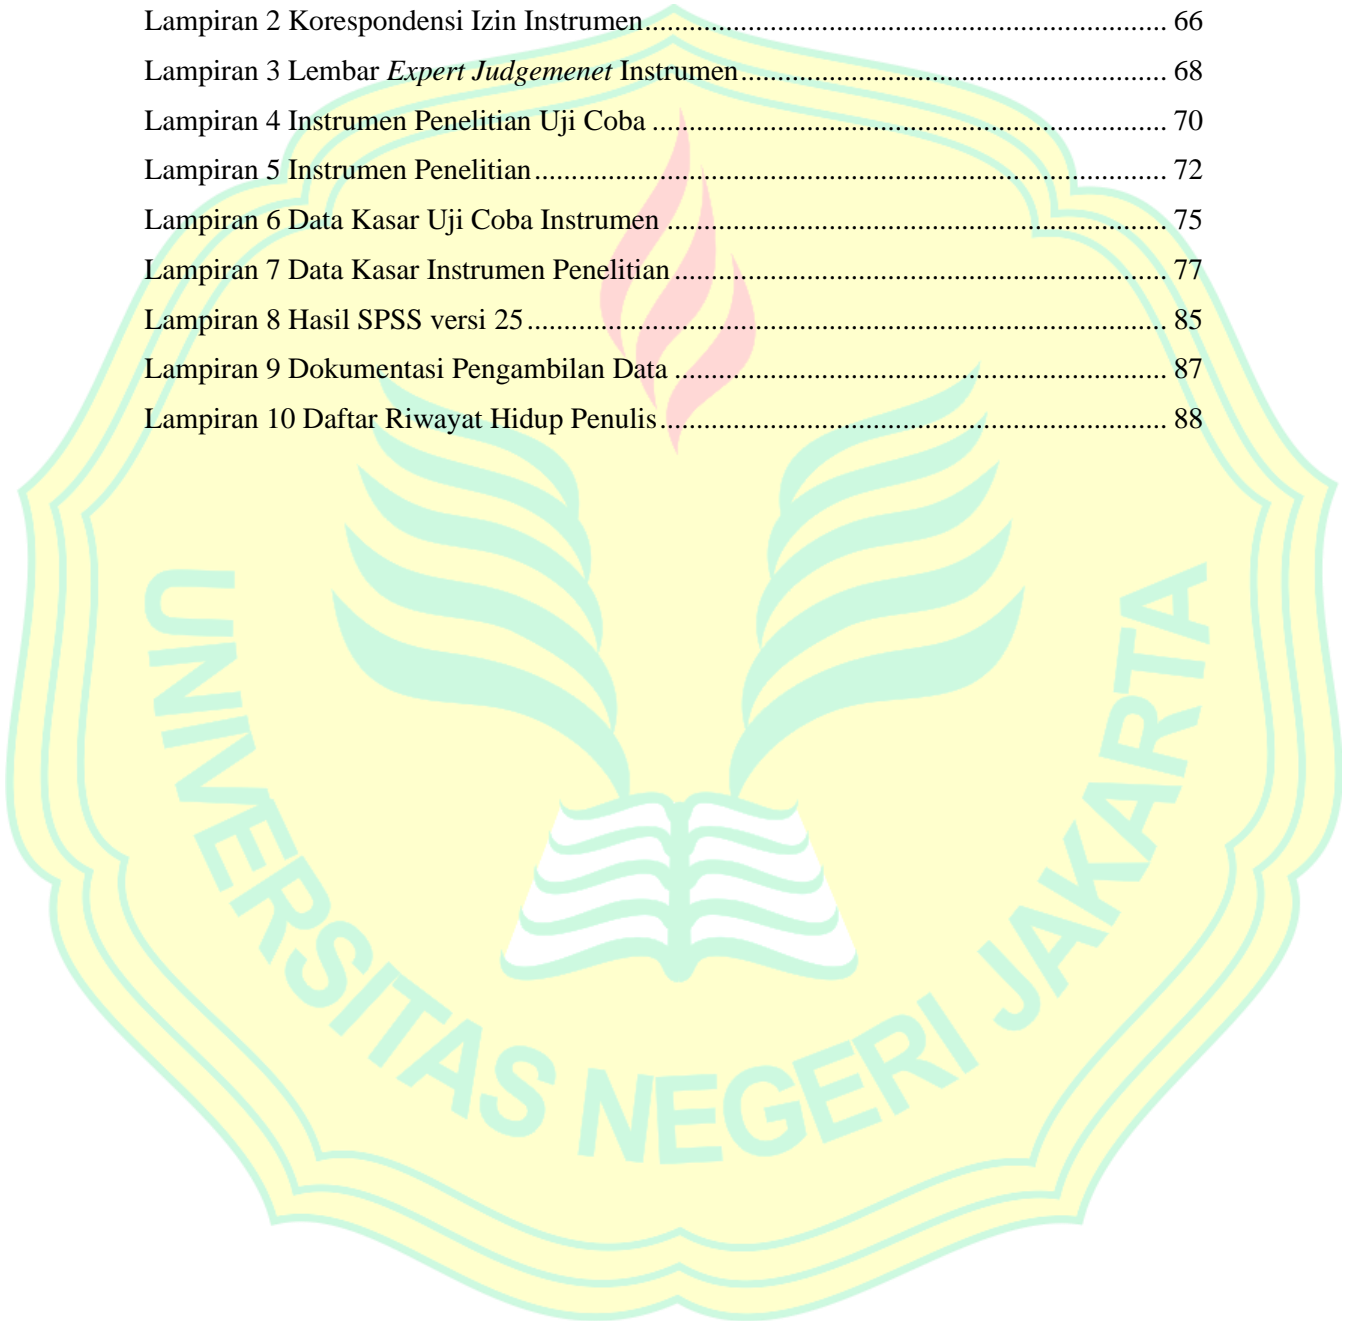 Lampiran 2 Korespondensi Izin Instrumen.......................................................................... 66
Lampiran 3 Lembar Expert Judgemenet Instrumen............................................................ 68
Lampiran 4 Instrumen Penelitian Uji Coba ........................................................................ 70
Lampiran 5 Instrumen Penelitian........................................................................................ 72
Lampiran 6 Data Kasar Uji Coba Instrumen ...................................................................... 75
Lampiran 7 Data Kasar Instrumen Penelitian..................................................................... 77
Lampiran 8 Hasil SPSS versi 25......................................................................................... 85
Lampiran 9 Dokumentasi Pengambilan Data ..................................................................... 87
Lampiran 10 Daftar Riwayat Hidup Penulis....................................................................... 88
UNIVERSITAS NEGERI JAKARTA